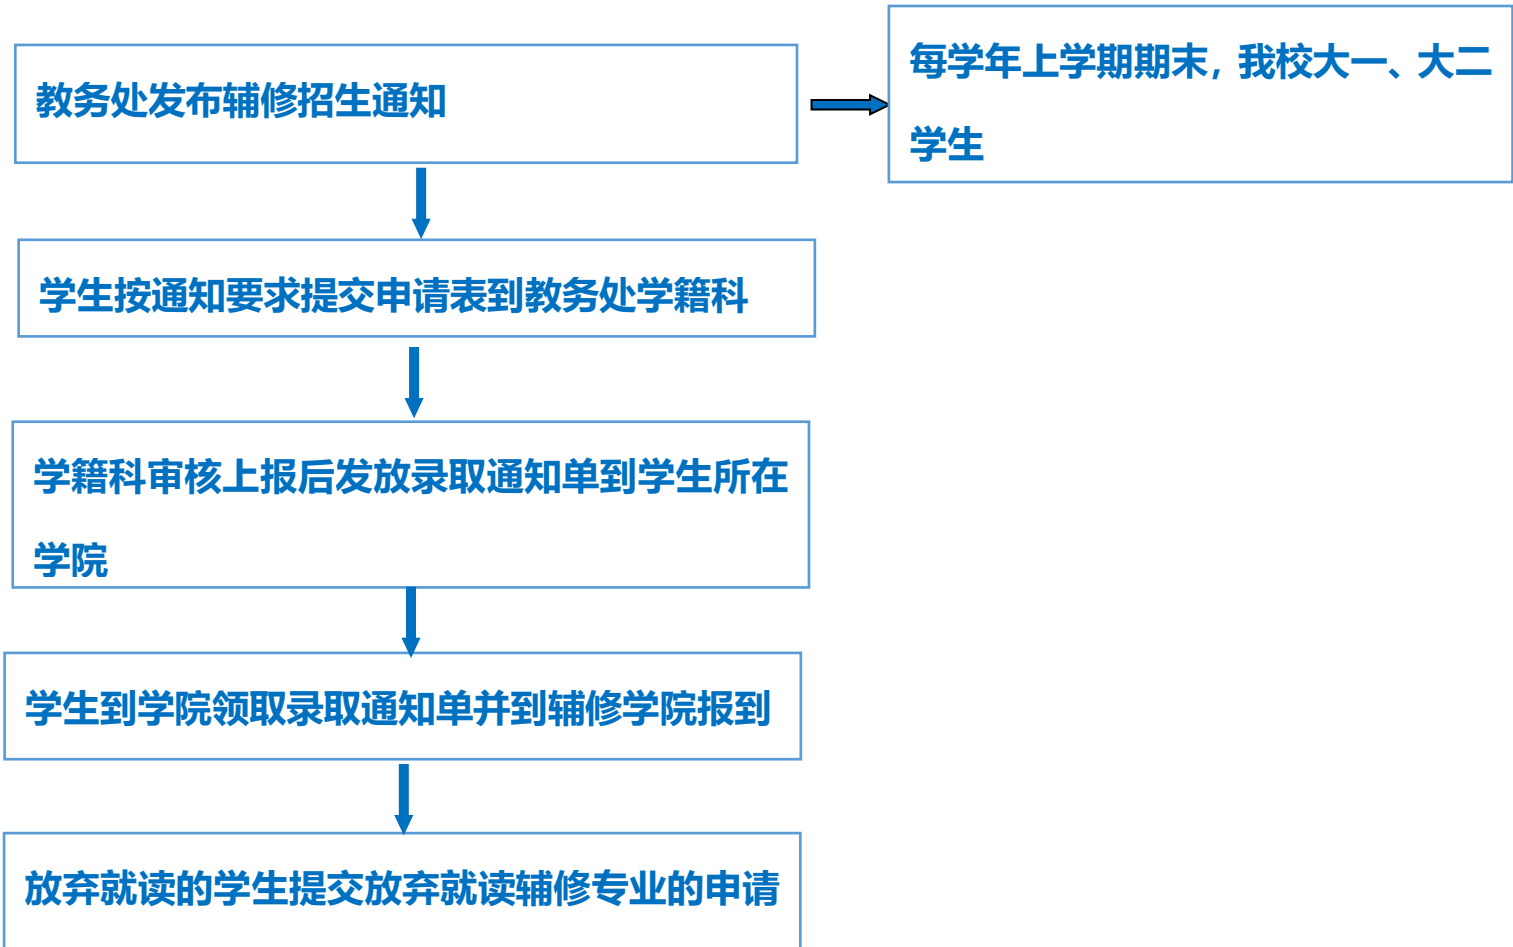 教务处发布辅修招生通知
每学年上学期期末，我校大一、大二
学生
学生按通知要求提交申请表到教务处学籍科
学籍科审核上报后发放录取通知单到学生所在
学院
学生到学院领取录取通知单并到辅修学院报到
放弃就读的学生提交放弃就读辅修专业的申请